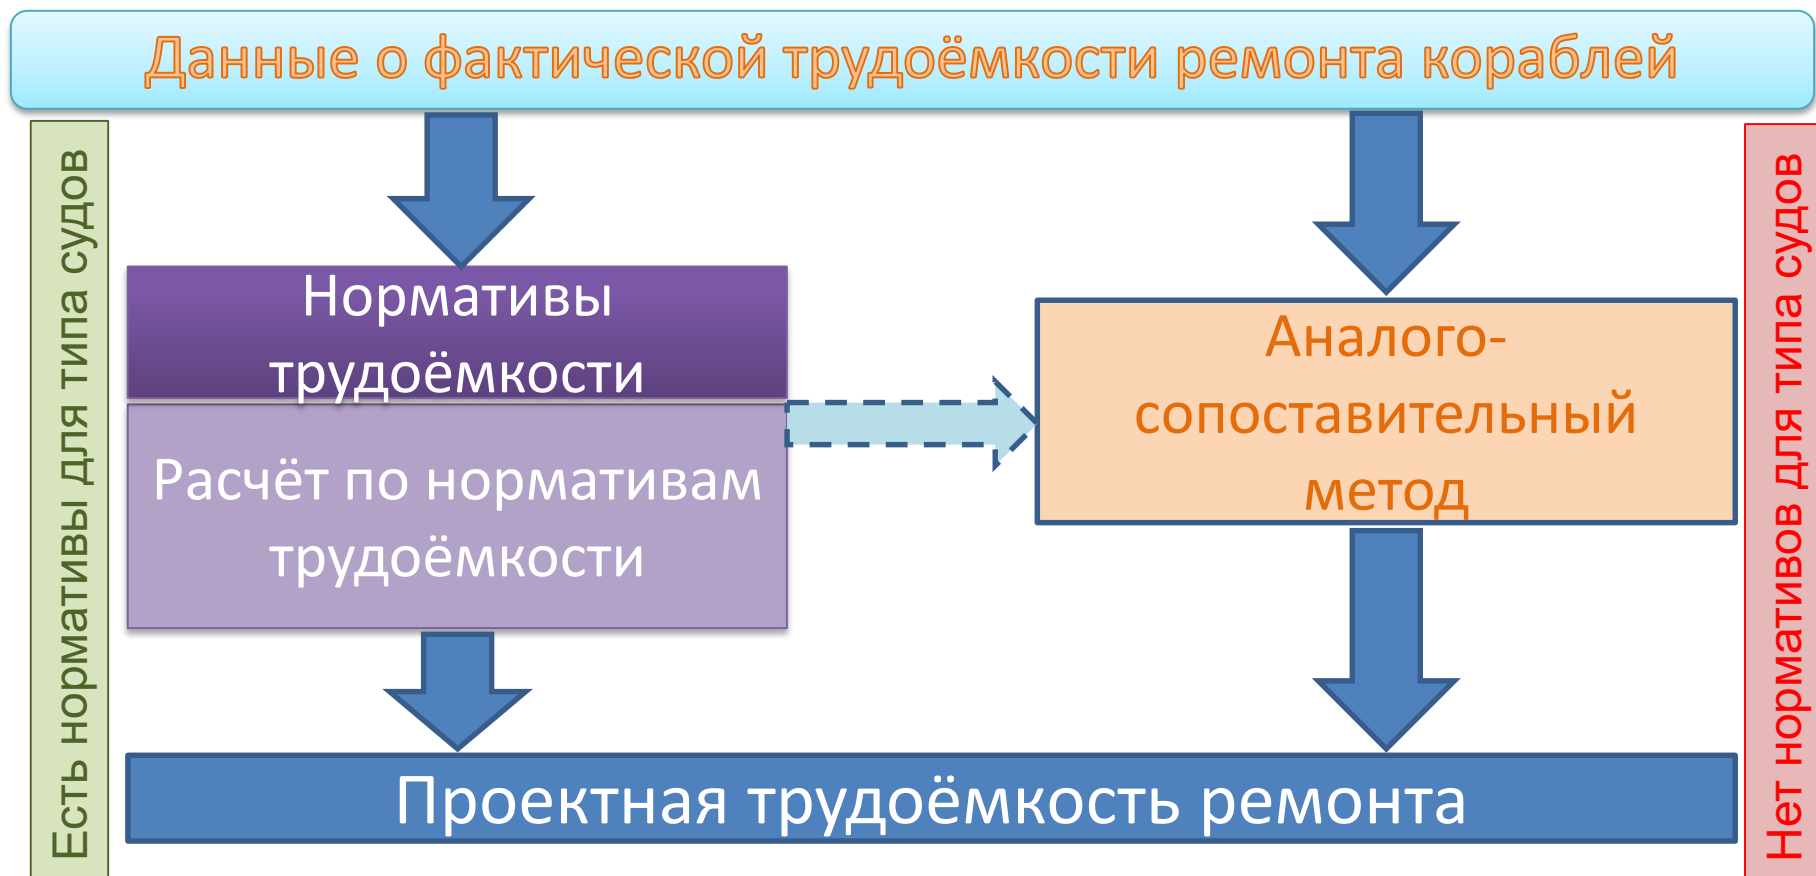 Данные о фактической трудоёмкости ремонта кораблей
Есть нормативы для типа судов
Нормативы
трудоёмкости
Расчёт по нормативам
трудоёмкости
Аналого-
сопоставительный
метод
Нет нормативов для типа судов
Проектная трудоёмкость ремонта